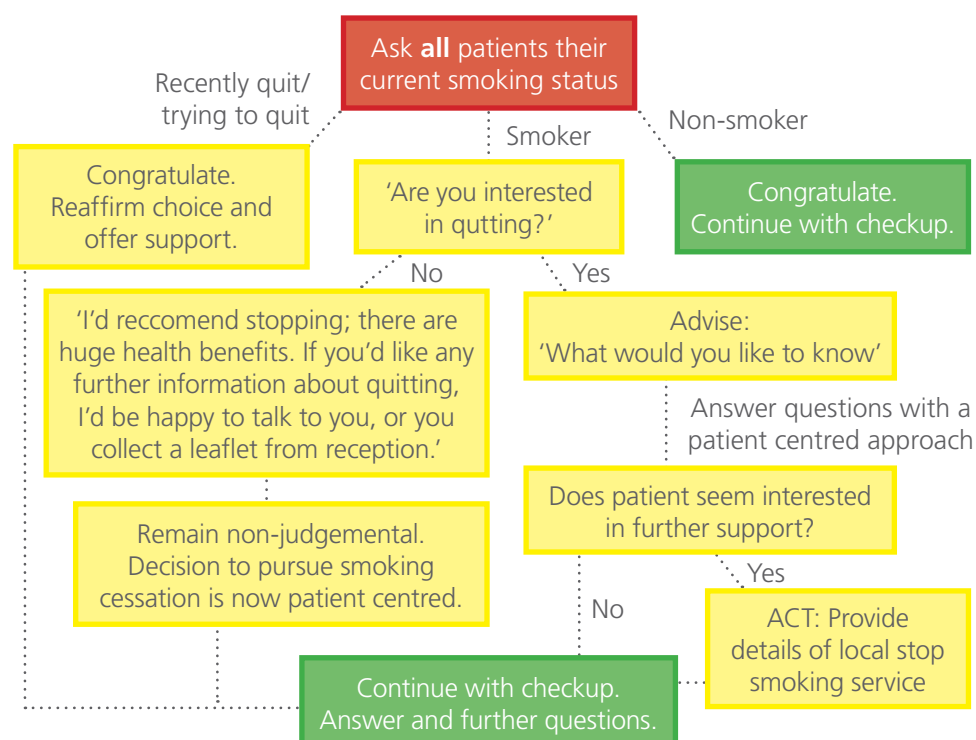 Ask all patients their
current smoking status
Recently quit/
trying to quit
Smoker
Non-smoker
Congratulate.
Reaffirm choice and
offer support.
‘Are you interested
in qutting?’
Congratulate.
Continue with checkup.
No
Yes
‘I’d reccomend stopping; there are
huge health benefits. If you’d like any
further information about quitting,
I’d be happy to talk to you, or you
collect a leaflet from reception.’
Advise:
‘What would you like to know’
Answer questions with a
patient centred approach
Remain non-judgemental.
Decision to pursue smoking
cessation is now patient centred.
Does patient seem interested
in further support?
No
Yes
ACT: Provide
details of local stop
smoking service
Continue with checkup.
Answer and further questions.